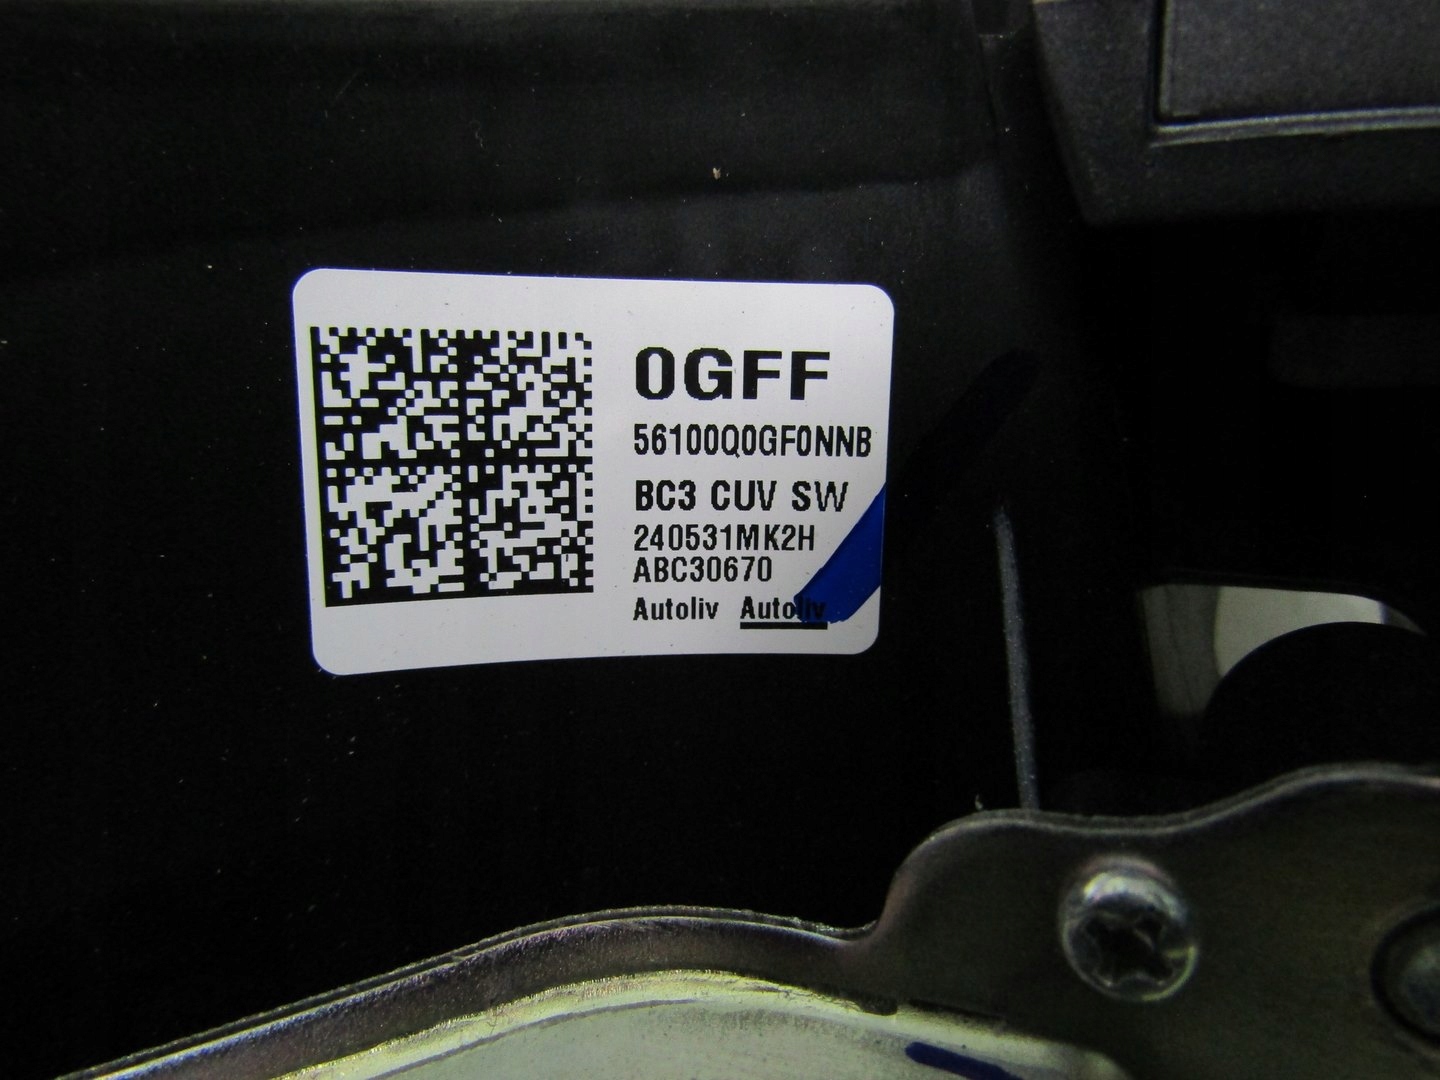 0GFF
56100Q0GF0NNB
BC3 CUV SW
240531MK2H
ABC30670
Autoliv Autoliv